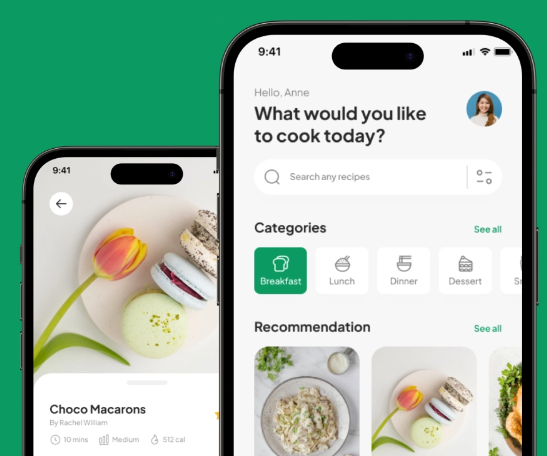 9:41
Hello, Anne
What would you like
to cook today?
Search any recipes
Categories
See all
Breakfast
Lunch
Dinner
Dessert
Recommendation
See all
9:41
Choco Macarons
By Rachel William
10 mins
Medium
512 cal